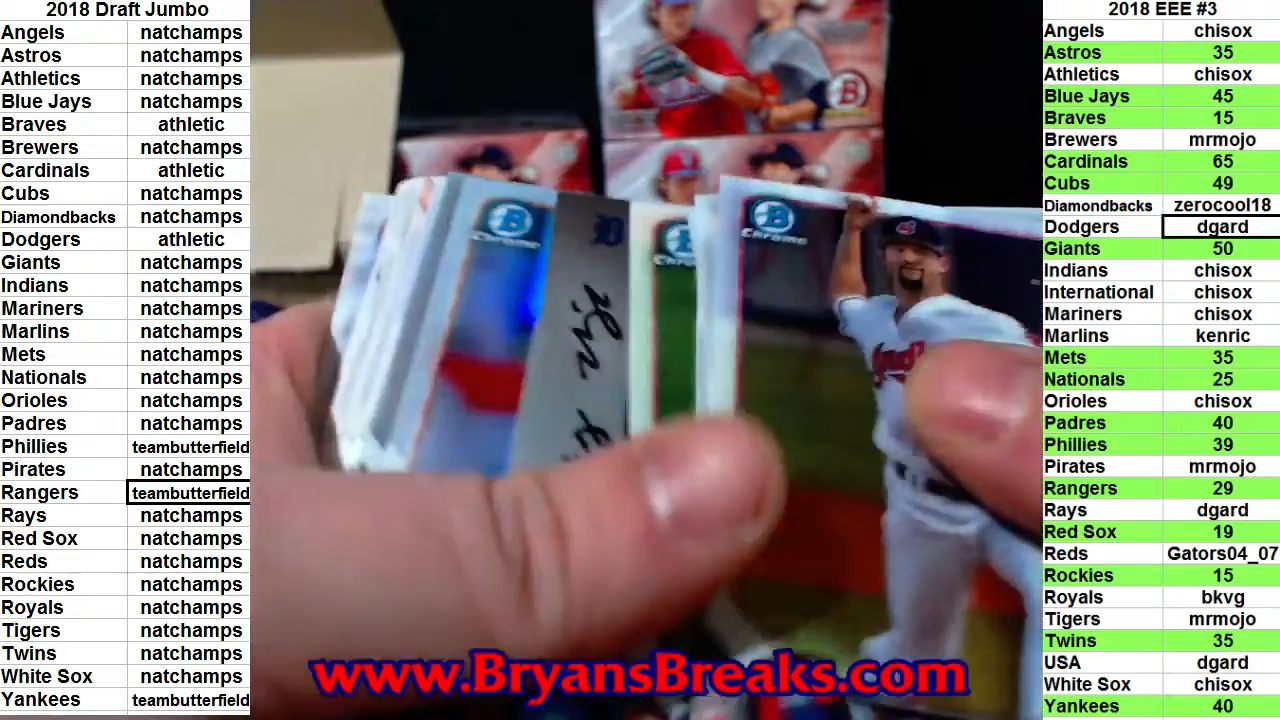 2018 Draft Jumbo
Angels natchamps
Astros natchamps
Athletics natchamps
Blue Jays natchamps
Braves athletic
Brewers natchamps
Cardinals athletic
Cubs natchamps
Diamondbacks natchamps
Dodgers athletic
Giants natchamps
Indians natchamps
Mariners natchamps
Marlins natchamps
Mets natchamps
Nationals natchamps
Orioles natchamps
Padres natchamps
Phillies teambutterfield
Pirates natchamps
Rangers teambutterfield
Rays natchamps
Red Sox natchamps
Reds natchamps
Rockies natchamps
Royals natchamps
Tigers natchamps
Twins natchamps
White Sox natchamps
Yankees teambutterfield
B
Chrome
D
B
Chro
B
Chrome
B
www.BryansBreaks.com
2018 EEE #3
Angels chisox
Astros 35
Athletics chisox
Blue Jays 45
Braves 15
Brewers mrmojo
Cardinals 65
Cubs 49
Diamondbacks zerocool18
Dodgers dgard
Giants 50
Indians chisox
International chisox
Mariners chisox
Marlins kenric
Mets 35
Nationals 25
Orioles chisox
Padres 40
Phillies 39
Pirates mrmojo
Rangers 29
Rays dgard
Red Sox 19
Reds Gators04_07
Rockies 15
Royals bkvg
Tigers mrmojo
Twins 35
USA dgard
White Sox chisox
Yankees 40